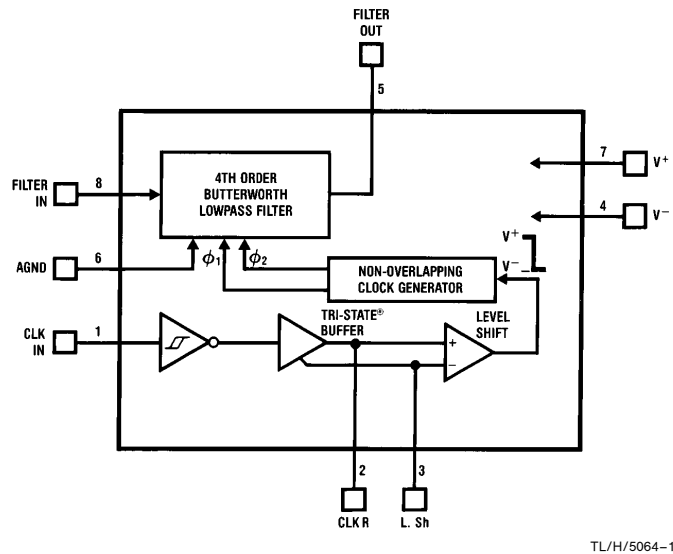 FILTER
OUT
5
4TH ORDER
BUTTERWORTH
LOWPASS FILTER
7
V+
FILTER
IN
8
4
V−
6
AGND
ϕ1
ϕ2
V+
V−
NON-OVERLAPPING
CLOCK GENERATOR
TRI-STATE®
BUFFER
LEVEL
SHIFT
CLK
IN
1
+
−
2
3
CLK R
L. Sh
TL/H/5064–1